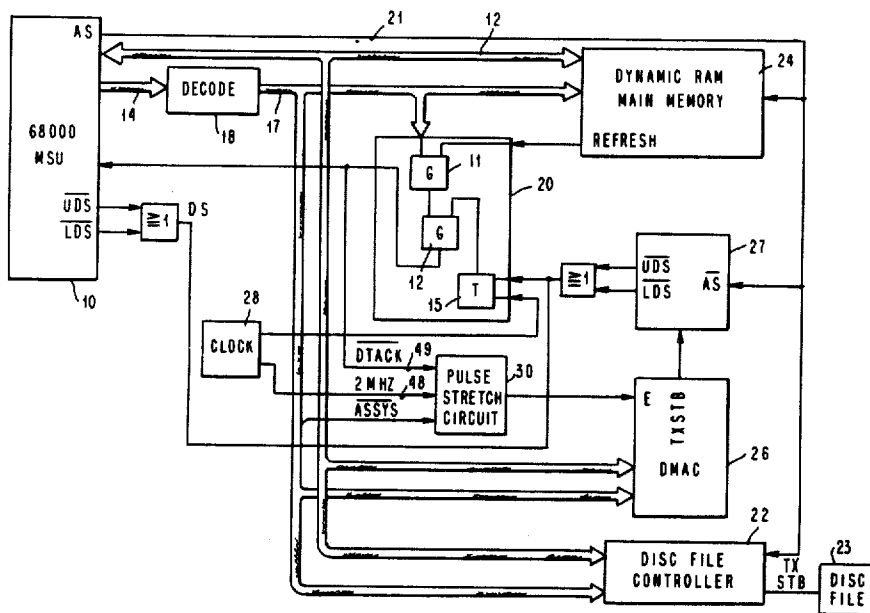 21
AS
12
14
DECODE
18
17
DYNAMIC RAM
MAIN MEMORY
24
REFRESH
68000
MSU
UDS
LDS
≥1
DS
10
G
11
20
G
12
T
15
≥1
UDS
LDS
AS
27
28
CLOCK
DTACK
49
2 MHZ
48
ASSYS
PULSE
STRETCH
CIRCUIT
30
E
TXSTB
DMAC
26
22
DISC FILE
CONTROLLER
TX
STB
23
DISC
FILE